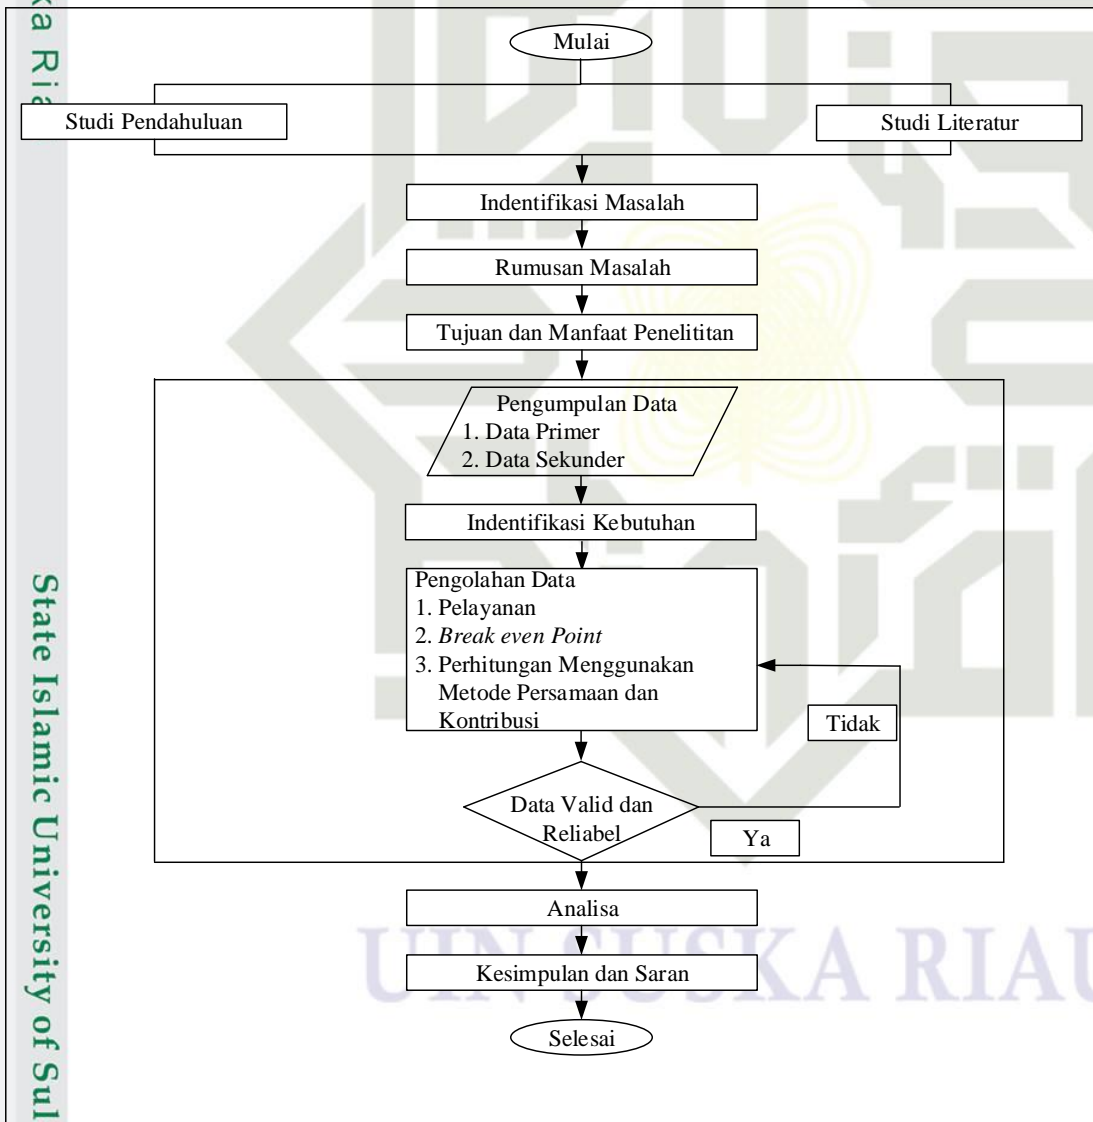 Mulai
Studi Pendahuluan
Studi Literatur
Indentifikasi Masalah
Rumusan Masalah
Tujuan dan Manfaat Penelititan
Pengumpulan Data
1. Data Primer
2. Data Sekunder
Indentifikasi Kebutuhan
Pengolahan Data
1. Pelayanan
2. Break even Point
3. Perhitungan Menggunakan
Metode Persamaan dan
Kontribusi
Tidak
Data Valid dan
Reliabel
Ya
Analisa
Kesimpulan dan Saran
Selesai
UIN SUSKA RIAU
ka Ria
State Islamic University of Sul